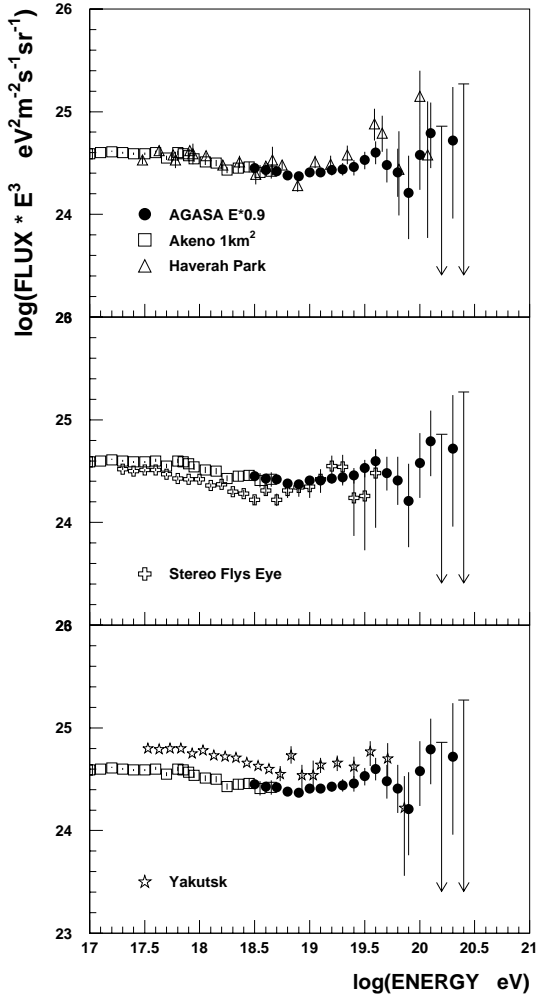 log(FLUX * E³ eV²m⁻²s⁻¹sr⁻¹)
26
25
24
AGASA E*0.9
Akeno 1km²
Haverah Park
26
25
24
Stereo Flys Eye
26
25
24
Yakutsk
23
17 17.5 18 18.5 19 19.5 20 20.5 21
log(ENERGY eV)